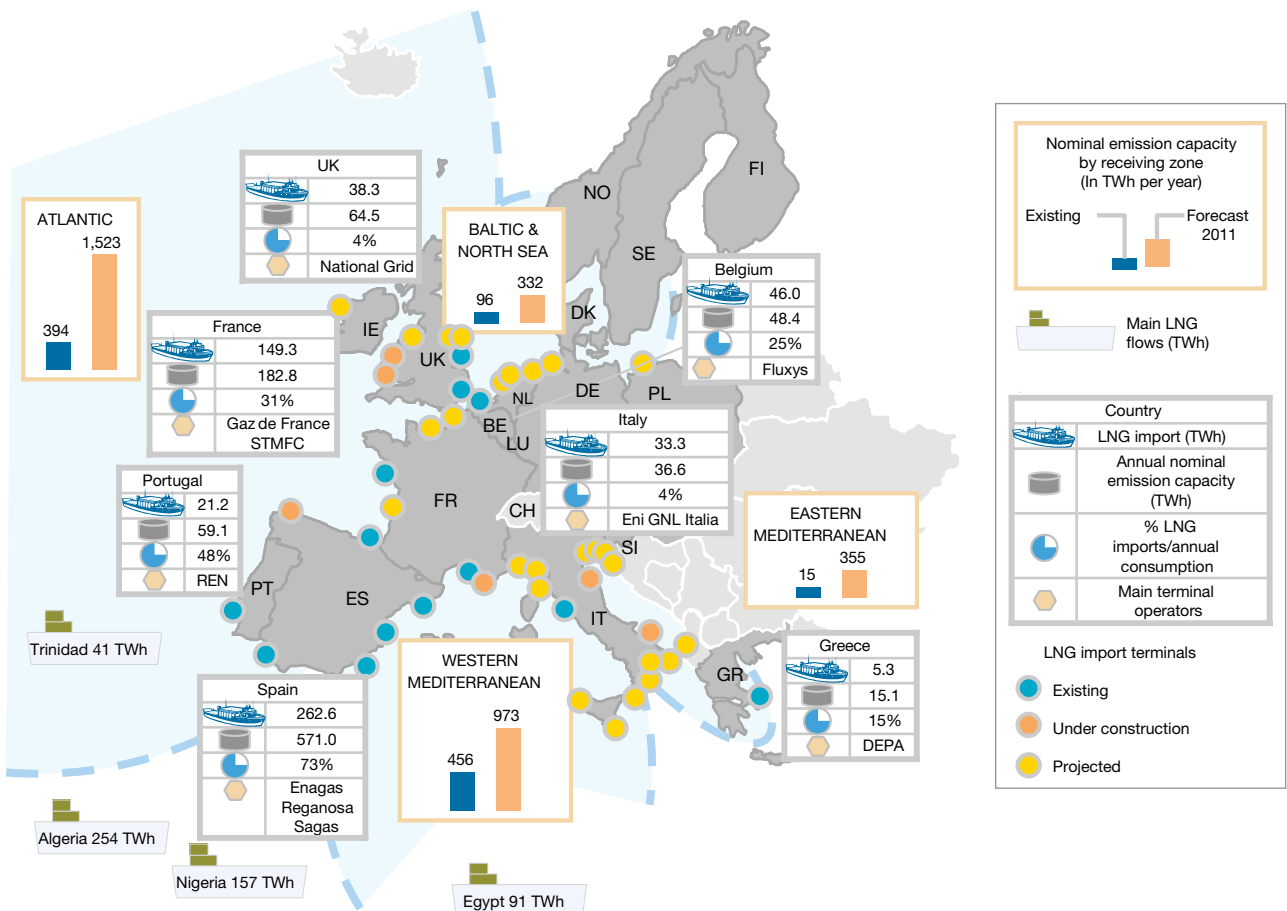 UK
38.3
64.5
4%
National Grid
ATLANTIC
1,523
394
BALTIC &
NORTH SEA
332
96
NO
FI
SE
DK
Belgium
46.0
48.4
25%
Fluxys
France
149.3
182.8
31%
Gaz de France
STMFC
IE
UK
NL
DE
PL
BE
LU
Italy
33.3
36.6
4%
Eni GNL Italia
Portugal
21.2
59.1
48%
REN
FR
CH
SI
EASTERN
MEDITERRANEAN
355
15
PT
ES
IT
GR
Trinidad 41 TWh
Spain
262.6
571.0
73%
Enagas
Reganosa
Sagas
WESTERN
MEDITERRANEAN
973
456
Greece
5.3
15.1
15%
DEPA
Algeria 254 TWh
Nigeria 157 TWh
Egypt 91 TWh
Nominal emission capacity
by receiving zone
(In TWh per year)
Existing
Forecast
2011
Main LNG
flows (TWh)
Country
LNG import (TWh)
Annual nominal
emission capacity
(TWh)
% LNG
imports/annual
consumption
Main terminal
operators
LNG import terminals
Existing
Under construction
Projected